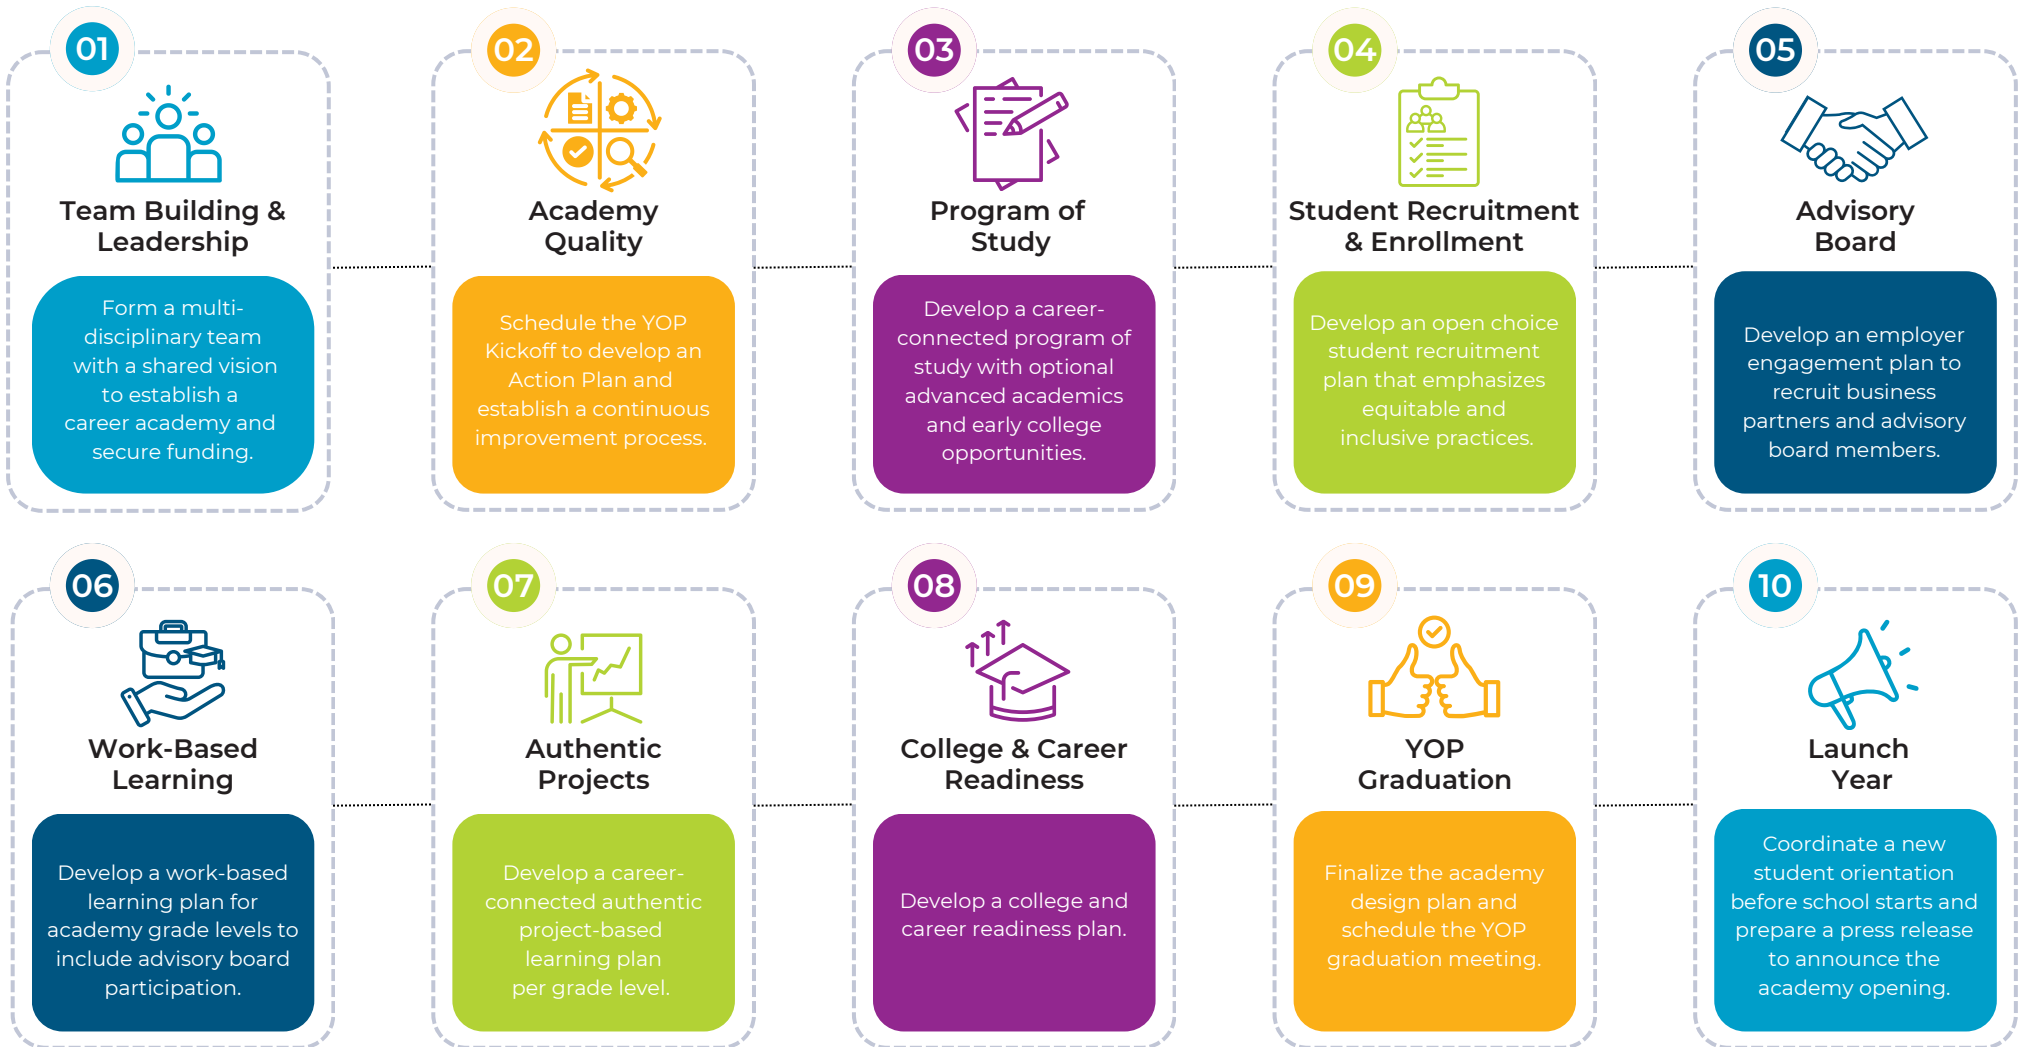 01
Team Building &
Leadership
Form a multi-
disciplinary team
with a shared vision
to establish a
career academy and
secure funding.
02
Academy
Quality
Schedule the YOP
Kickoff to develop an
Action Plan and
establish a continuous
improvement process.
03
Program of
Study
Develop a career-
connected program of
study with optional
advanced academics
and early college
opportunities.
04
Student Recruitment
& Enrollment
Develop an open choice
student recruitment
plan that emphasizes
equitable and
inclusive practices.
05
Advisory
Board
Develop an employer
engagement plan to
recruit business
partners and advisory
board members.
06
Work-Based
Learning
Develop a work-based
learning plan for
academy grade levels to
include advisory board
participation.
07
Authentic
Projects
Develop a career-
connected authentic
project-based
learning plan
per grade level.
08
College & Career
Readiness
Develop a college and
career readiness plan.
09
YOP
Graduation
Finalize the academy
design plan and
schedule the YOP
graduation meeting.
10
Launch
Year
Coordinate a new
student orientation
before school starts and
prepare a press release
to announce the
academy opening.